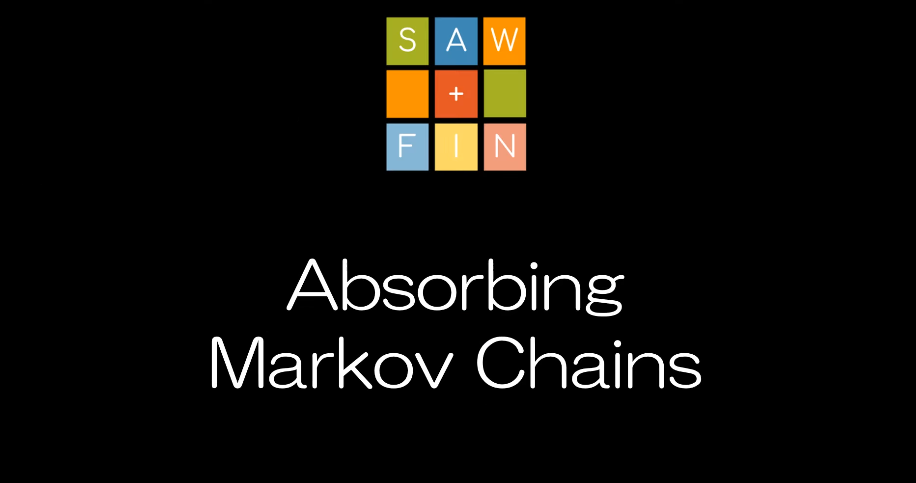 S A W
+
F I N
Absorbing
Markov Chains